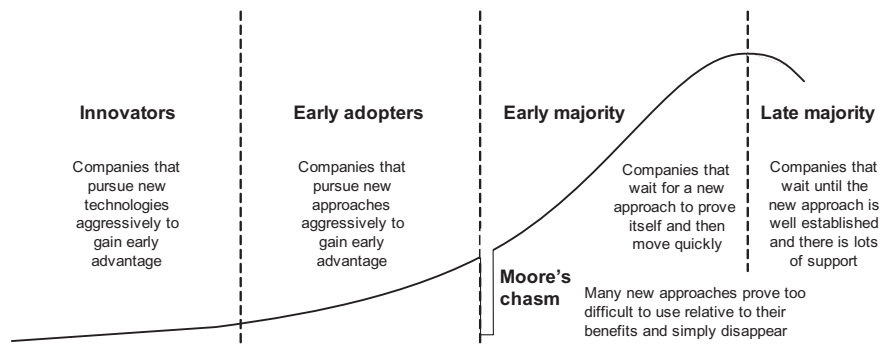 Innovators
Companies that
pursue new
technologies
aggressively to
gain early
advantage
Early adopters
Companies that
pursue new
approaches
aggressively to
gain early
advantage
Early majority
Companies that
wait for a new
approach to prove
itself and then
move quickly
Late majority
Companies that
wait until the
new approach is
well established
and there is lots
of support
Moore’s
chasm
Many new approaches prove too
difficult to use relative to their
benefits and simply disappear